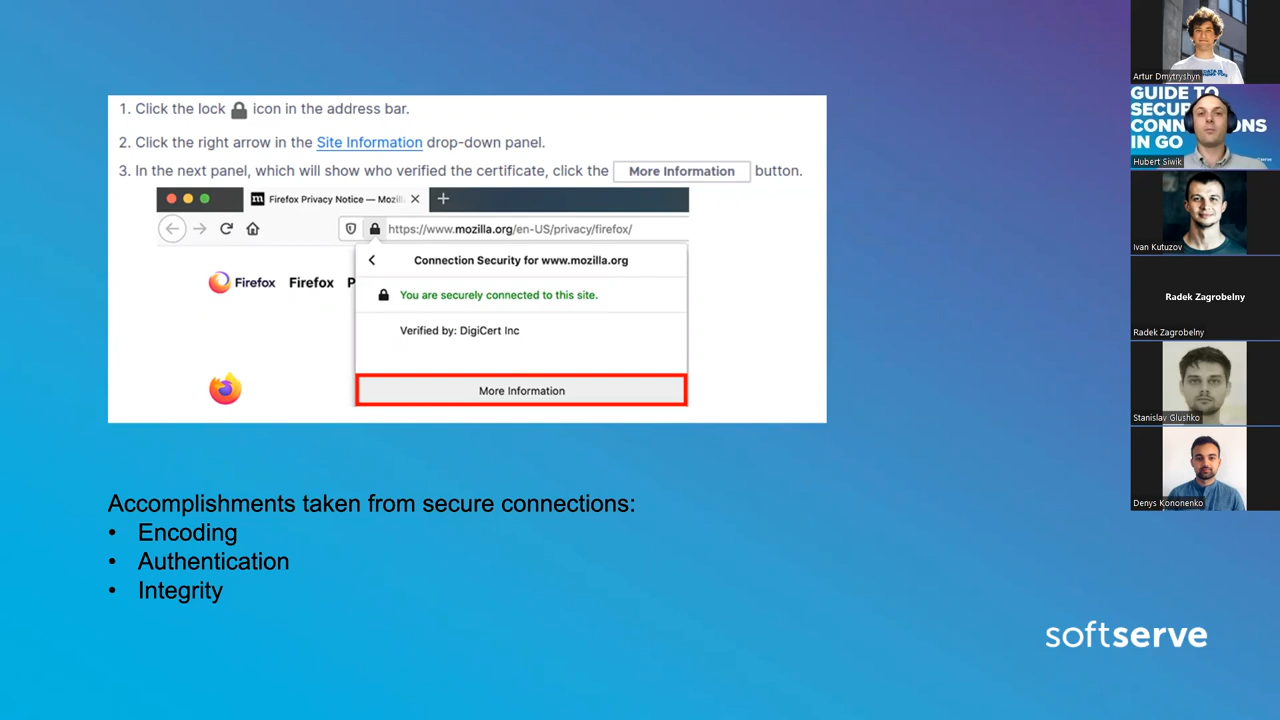 1. Click the lock icon in the address bar.
2. Click the right arrow in the Site Information drop-down panel.
3. In the next panel, which will show who verified the certificate, click the More Information button.
Firefox Privacy Notice — Mozil
https://www.mozilla.org/en-US/privacy/firefox/
Firefox Firefox P
Connection Security for www.mozilla.org
You are securely connected to this site.
Verified by: DigiCert Inc
More Information
Accomplishments taken from secure connections:
• Encoding
• Authentication
• Integrity
softserve
Artur Dmytryshyn
GUIDE TO
SECUR
CONN IONS
IN GO
Hubert Siwik
Ivan Kutuzov
Radek Zagrobelny
Radek Zagrobelny
Stanislav Glushko
Denys Kononenko